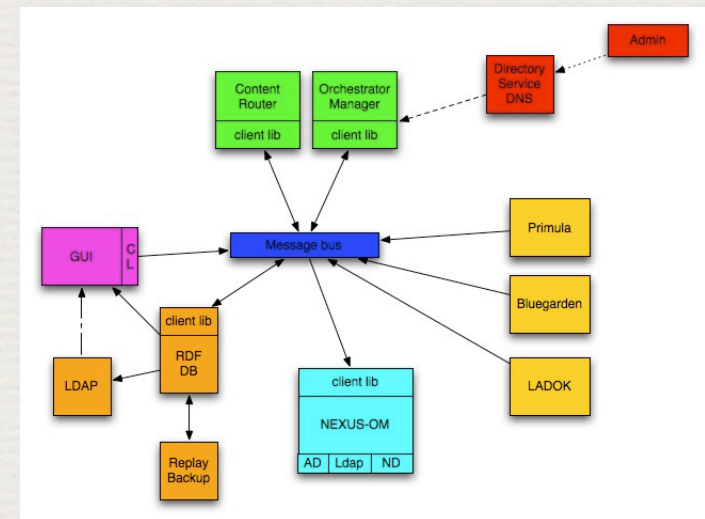 Admin
Directory
Service
DNS
Content
Router
client lib
Orchestrator
Manager
client lib
Primula
Message bus
GUI
C
L
Bluegarden
client lib
RDF
DB
LDAP
client lib
NEXUS-OM
AD Ldap ND
LADOK
Replay
Backup